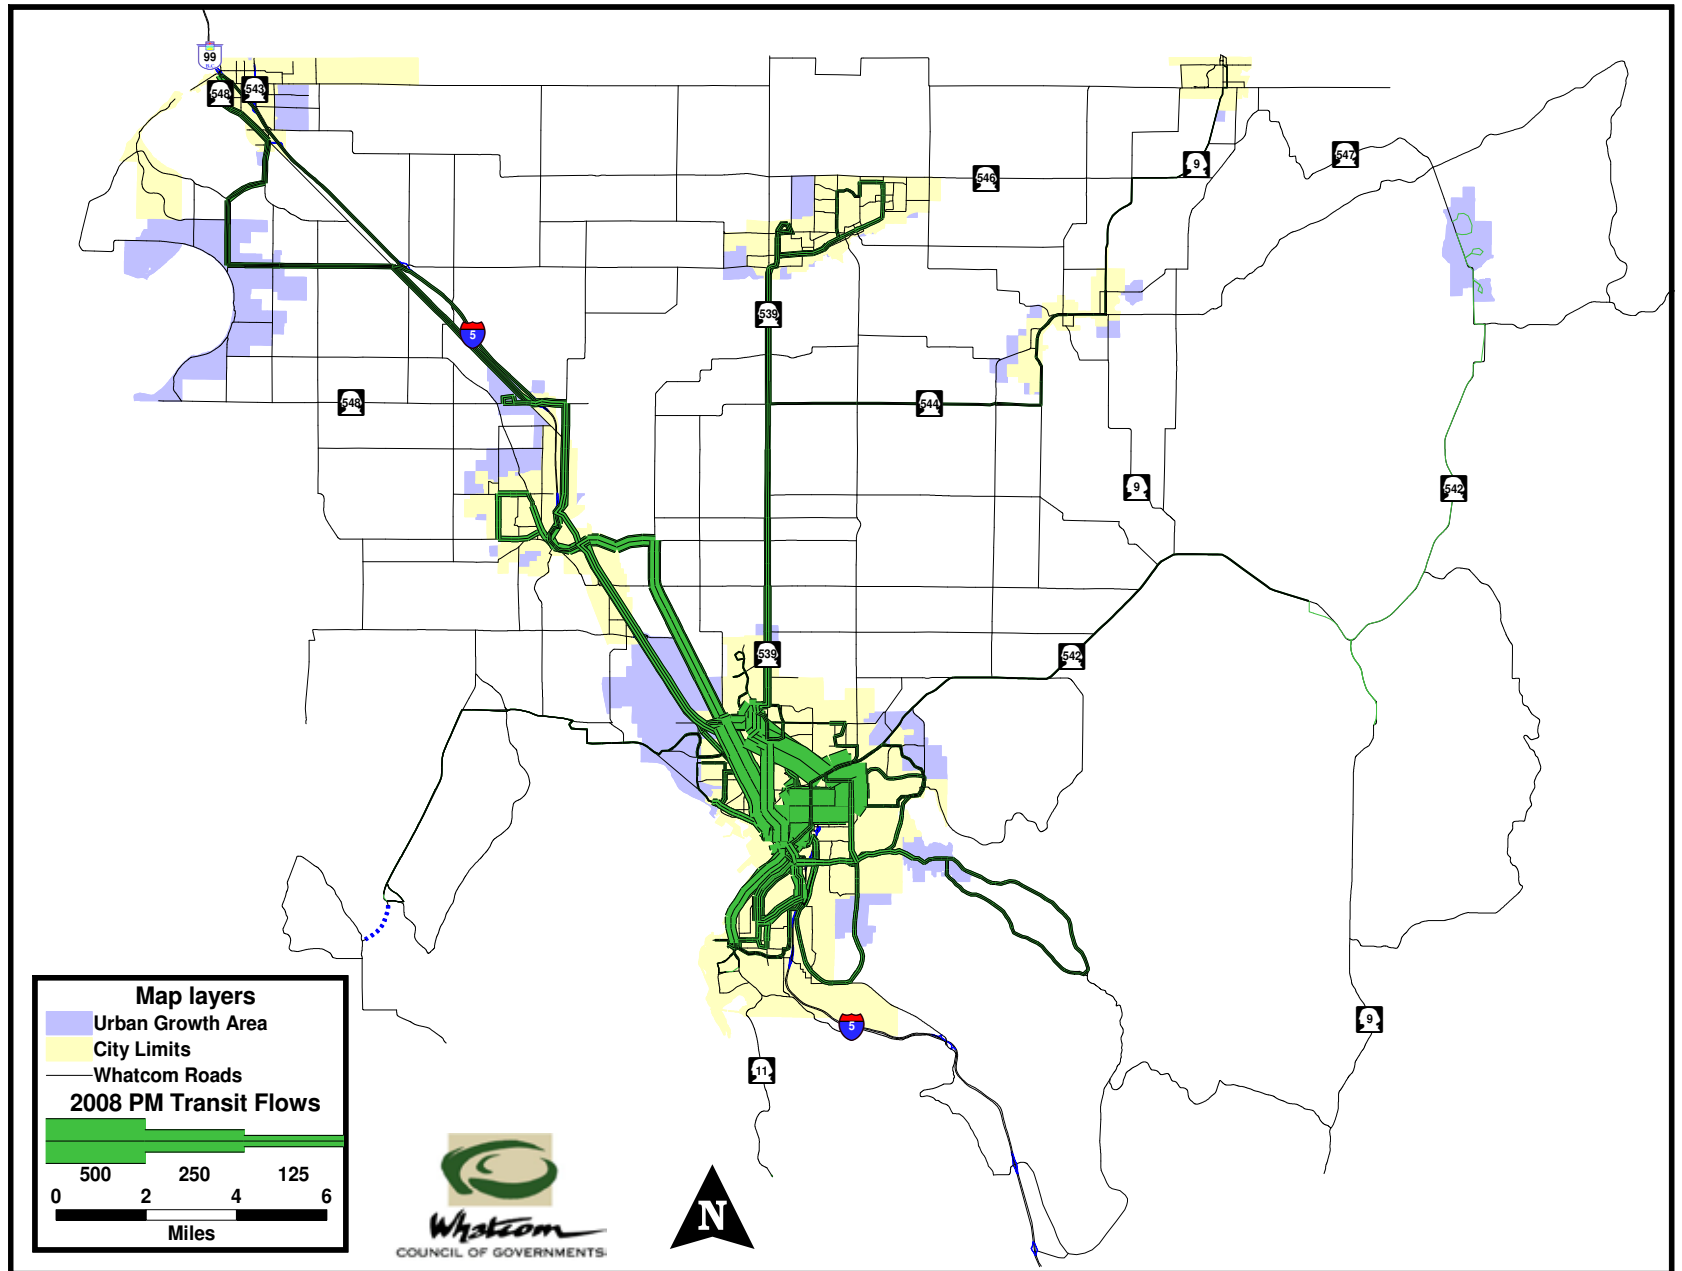 99
B.C.
548
543
9
547
546
5
539
548
544
9
542
539
542
5
9
11
Map layers
Urban Growth Area
City Limits
Whatcom Roads
2008 PM Transit Flows
500 250 125
0 2 4 6
Miles
Whatcom
COUNCIL OF GOVERNMENTS
N